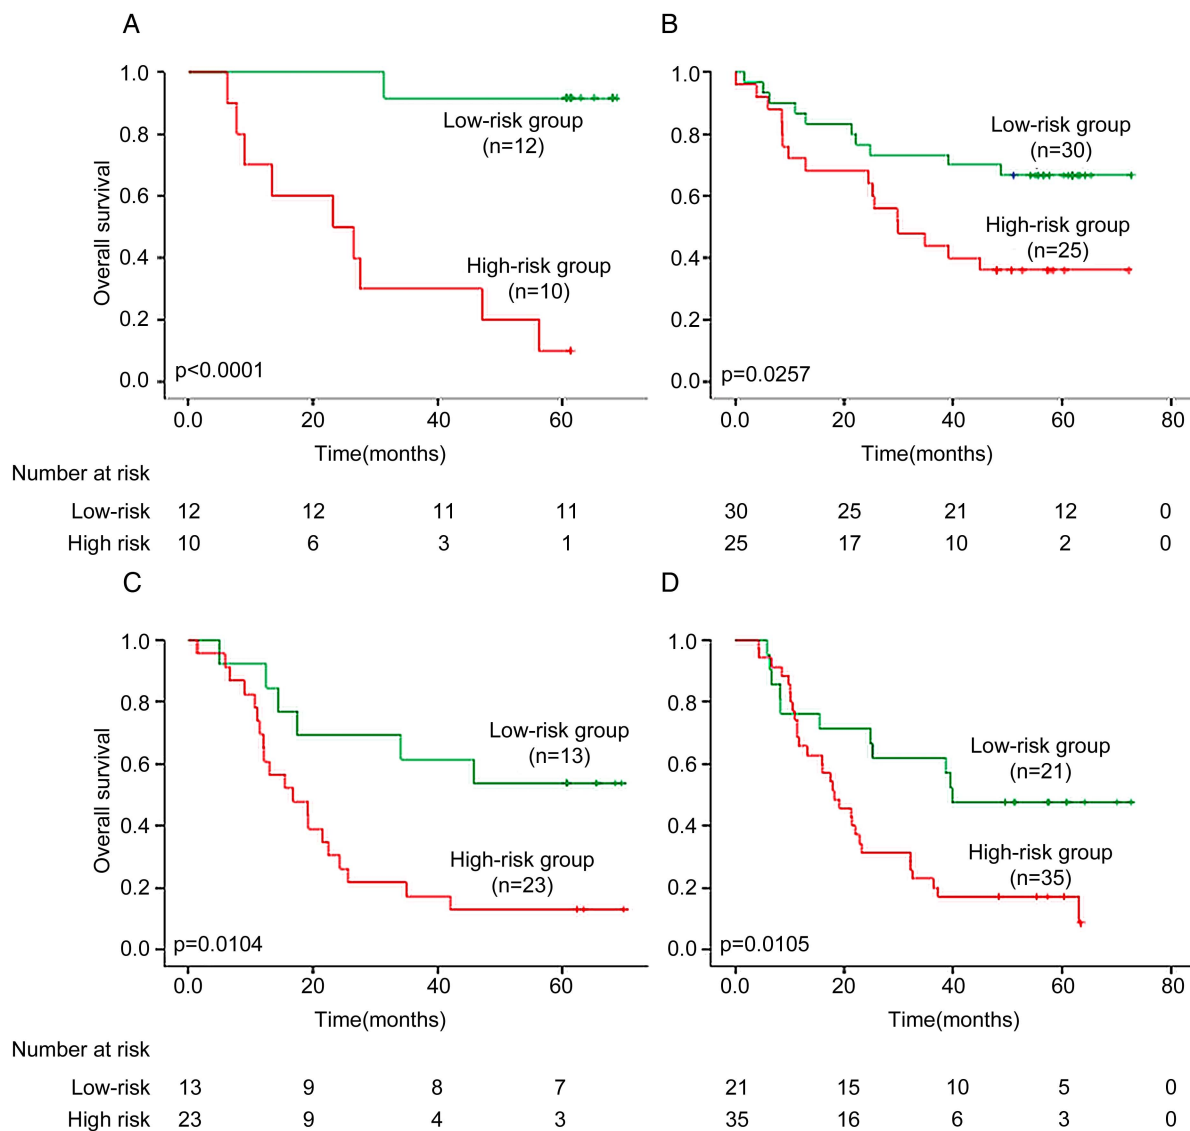 A
1.0
0.8
0.6
0.4
0.2
0.0
Overall survival
Low-risk group
(n=12)
High-risk group
(n=10)
p<0.0001
0.0 20 40 60
Time(months)
B
1.0
0.8
0.6
0.4
0.2
0.0
Low-risk group
(n=30)
High-risk group
(n=25)
p=0.0257
0.0 20 40 60 80
Time(months)
Number at risk
Low-risk 12 12 11 11 30 25 21 12 0
High risk 10 6 3 1 25 17 10 2 0
C
1.0
0.8
0.6
0.4
0.2
0.0
Overall survival
Low-risk group
(n=13)
High-risk group
(n=23)
p=0.0104
0.0 20 40 60
Time(months)
D
1.0
0.8
0.6
0.4
0.2
0.0
Low-risk group
(n=21)
High-risk group
(n=35)
p=0.0105
0.0 20 40 60 80
Time(months)
Number at risk
Low-risk 13 9 8 7 21 15 10 5 0
High risk 23 9 4 3 35 16 6 3 0